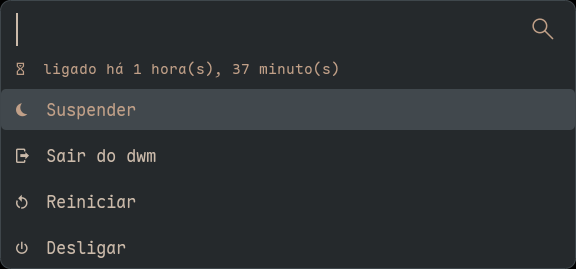 ligado há 1 hora(s), 37 minuto(s)
Suspender
Sair do dwm
Reiniciar
Desligar